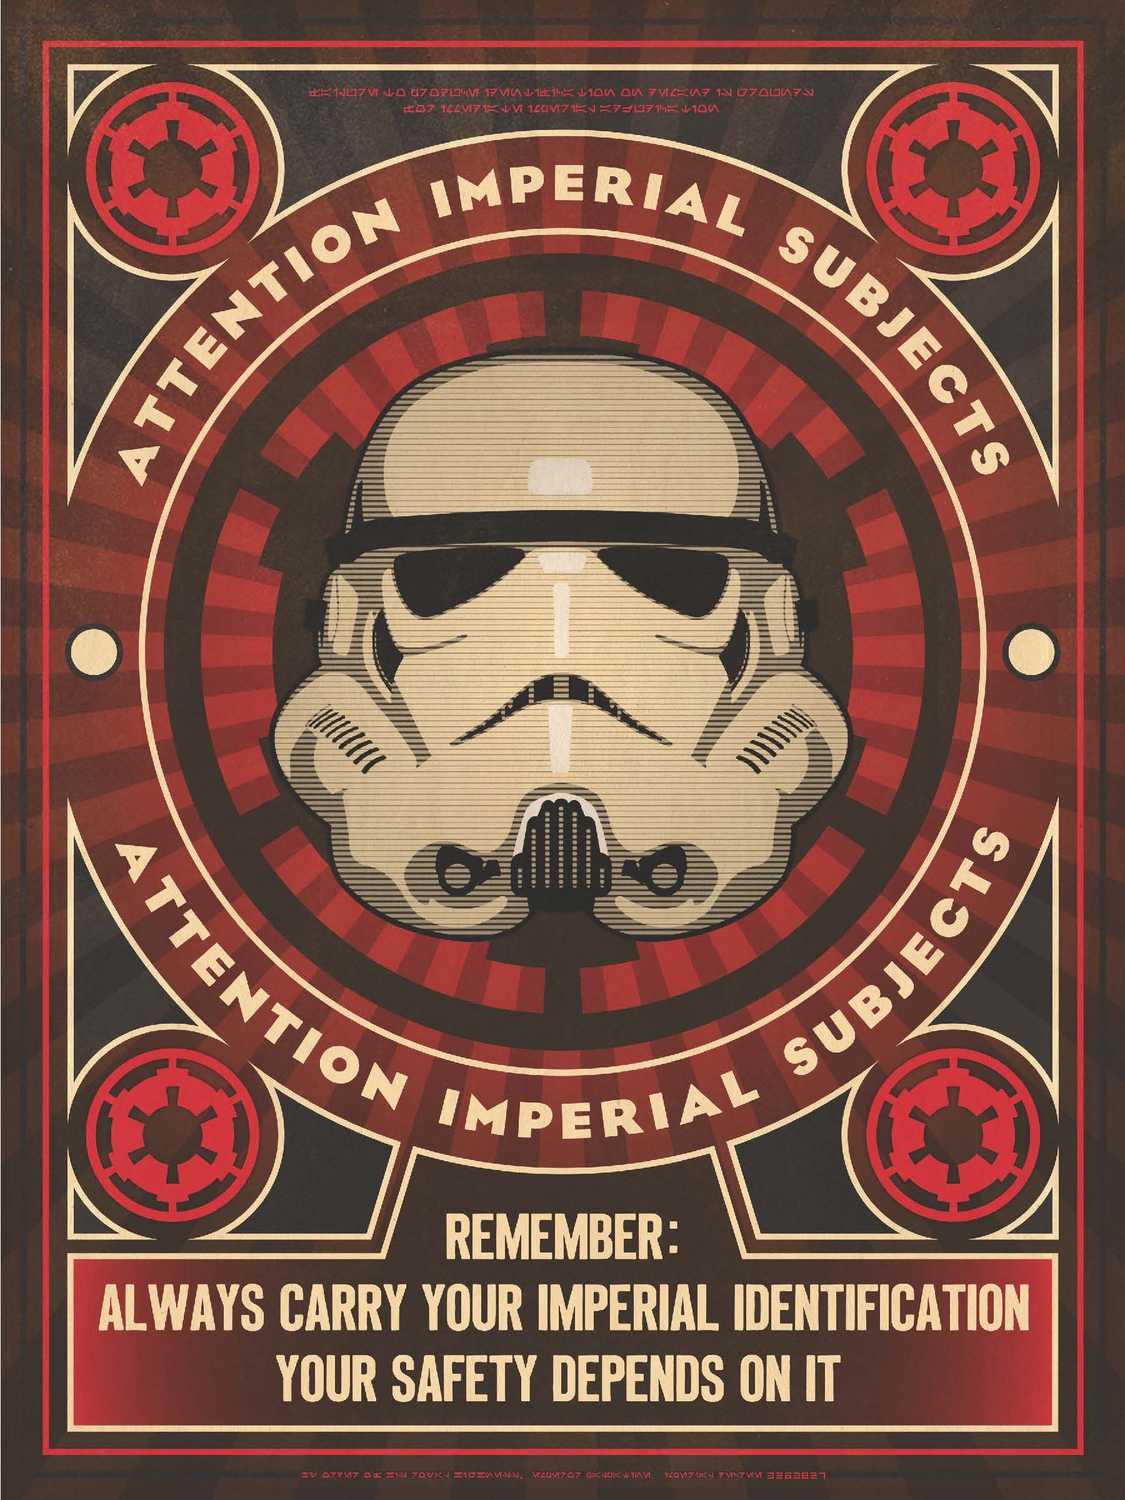 ATTENTION IMPERIAL SUBJECTS
ATTENTION IMPERIAL SUBJECTS
REMEMBER:
ALWAYS CARRY YOUR IMPERIAL IDENTIFICATION
YOUR SAFETY DEPENDS ON IT